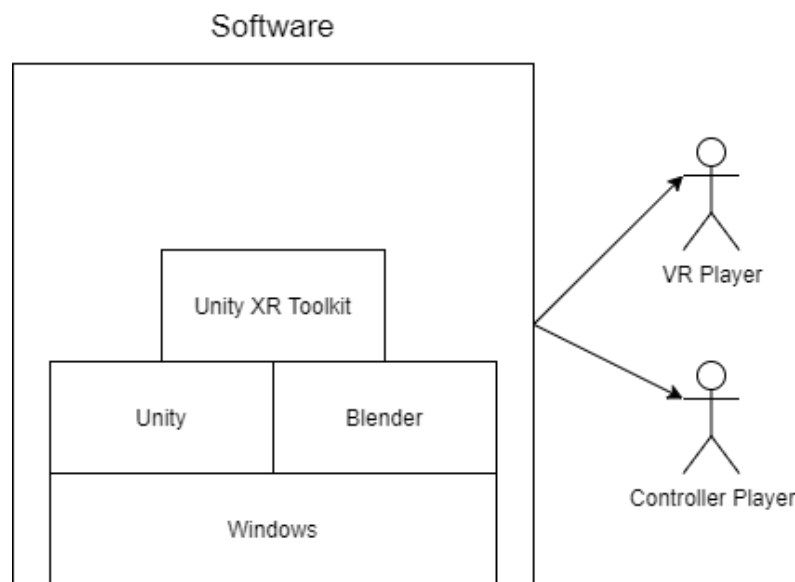 Software
Unity XR Toolkit
VR Player
Unity
Blender
Controller Player
Windows